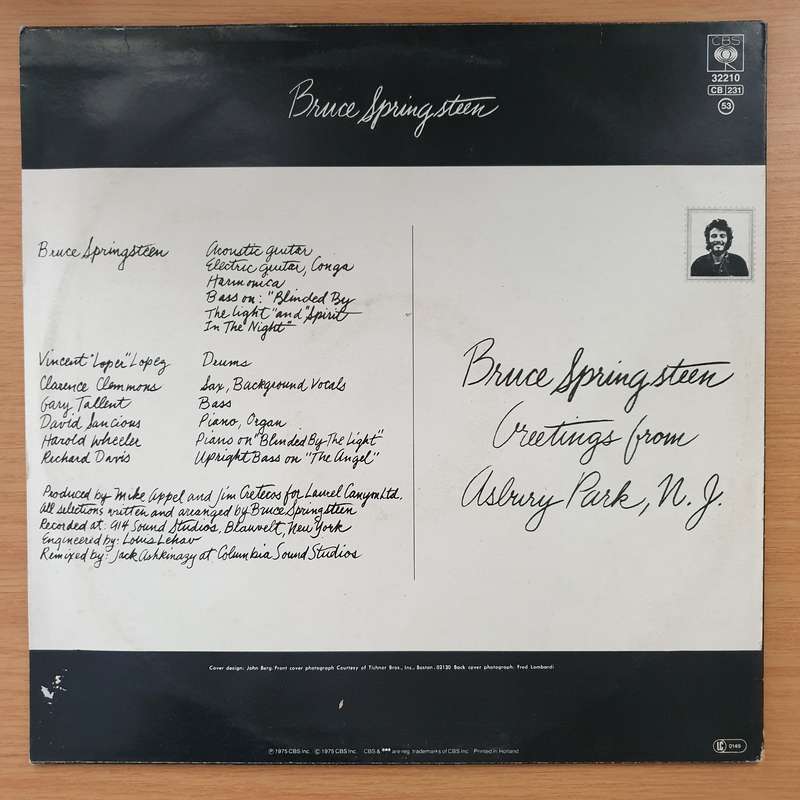 CBS
32210
CB 231
53
Bruce Springsteen
Bruce Springsteen Acoustic guitar
Electric guitar, Conga
Harmonica
Bass on: "Blinded By
The Light" and "Spirit
In The Night"
Vincent "Loper" Lopez Drums
Clarence Clemmons Sax, Background Vocals
Gary Tallent Bass
David Sancious Piano, Organ
Harold Wheeler Piano on "Blinded By The Light"
Richard Davis Upright Bass on "The Angel"
Produced by Mike Appel and Jim Cretecos for Laurel Canyon Ltd.
All selections written and arranged by Bruce Springsteen
Recorded at: 914 Sound Studios, Blauvelt, New York
Engineered by: Louis Lahav
Remixed by: Jack Ashkinazy at Columbia Sound Studios
Bruce Springsteen
Greetings from
Asbury Park, N. J.
Cover design: John Berg. Front cover photograph Courtesy of Tichnor Bros., Inc., Boston. 02120 Back cover photograph: Fred Lombardi
℗ 1975 CBS Inc. © 1975 CBS Inc. CBS & are reg. trademarks of CBS Inc. Printed in Holland
LC 0149